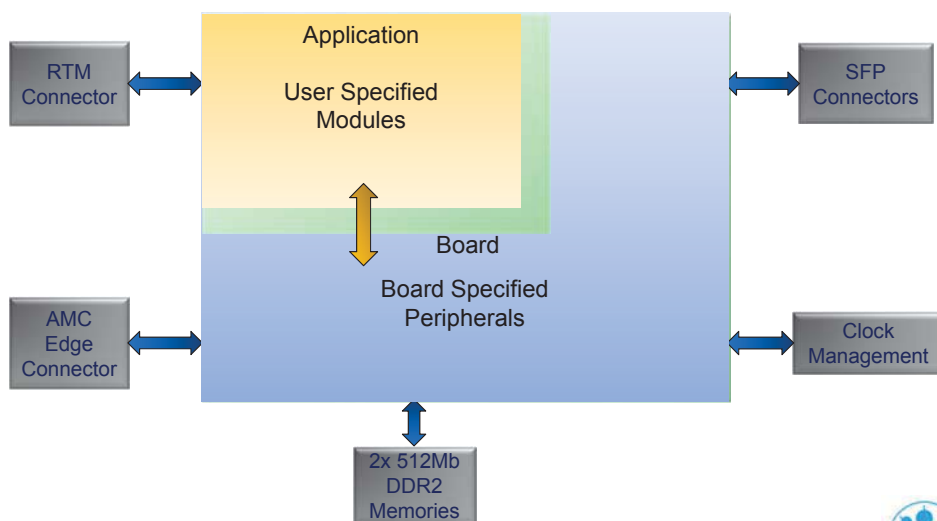 Application
User Specified
Modules
RTM
Connector
SFP
Connectors
Board
Board Specified
Peripherals
AMC
Edge
Connector
Clock
Management
2x 512Mb
DDR2
Memories